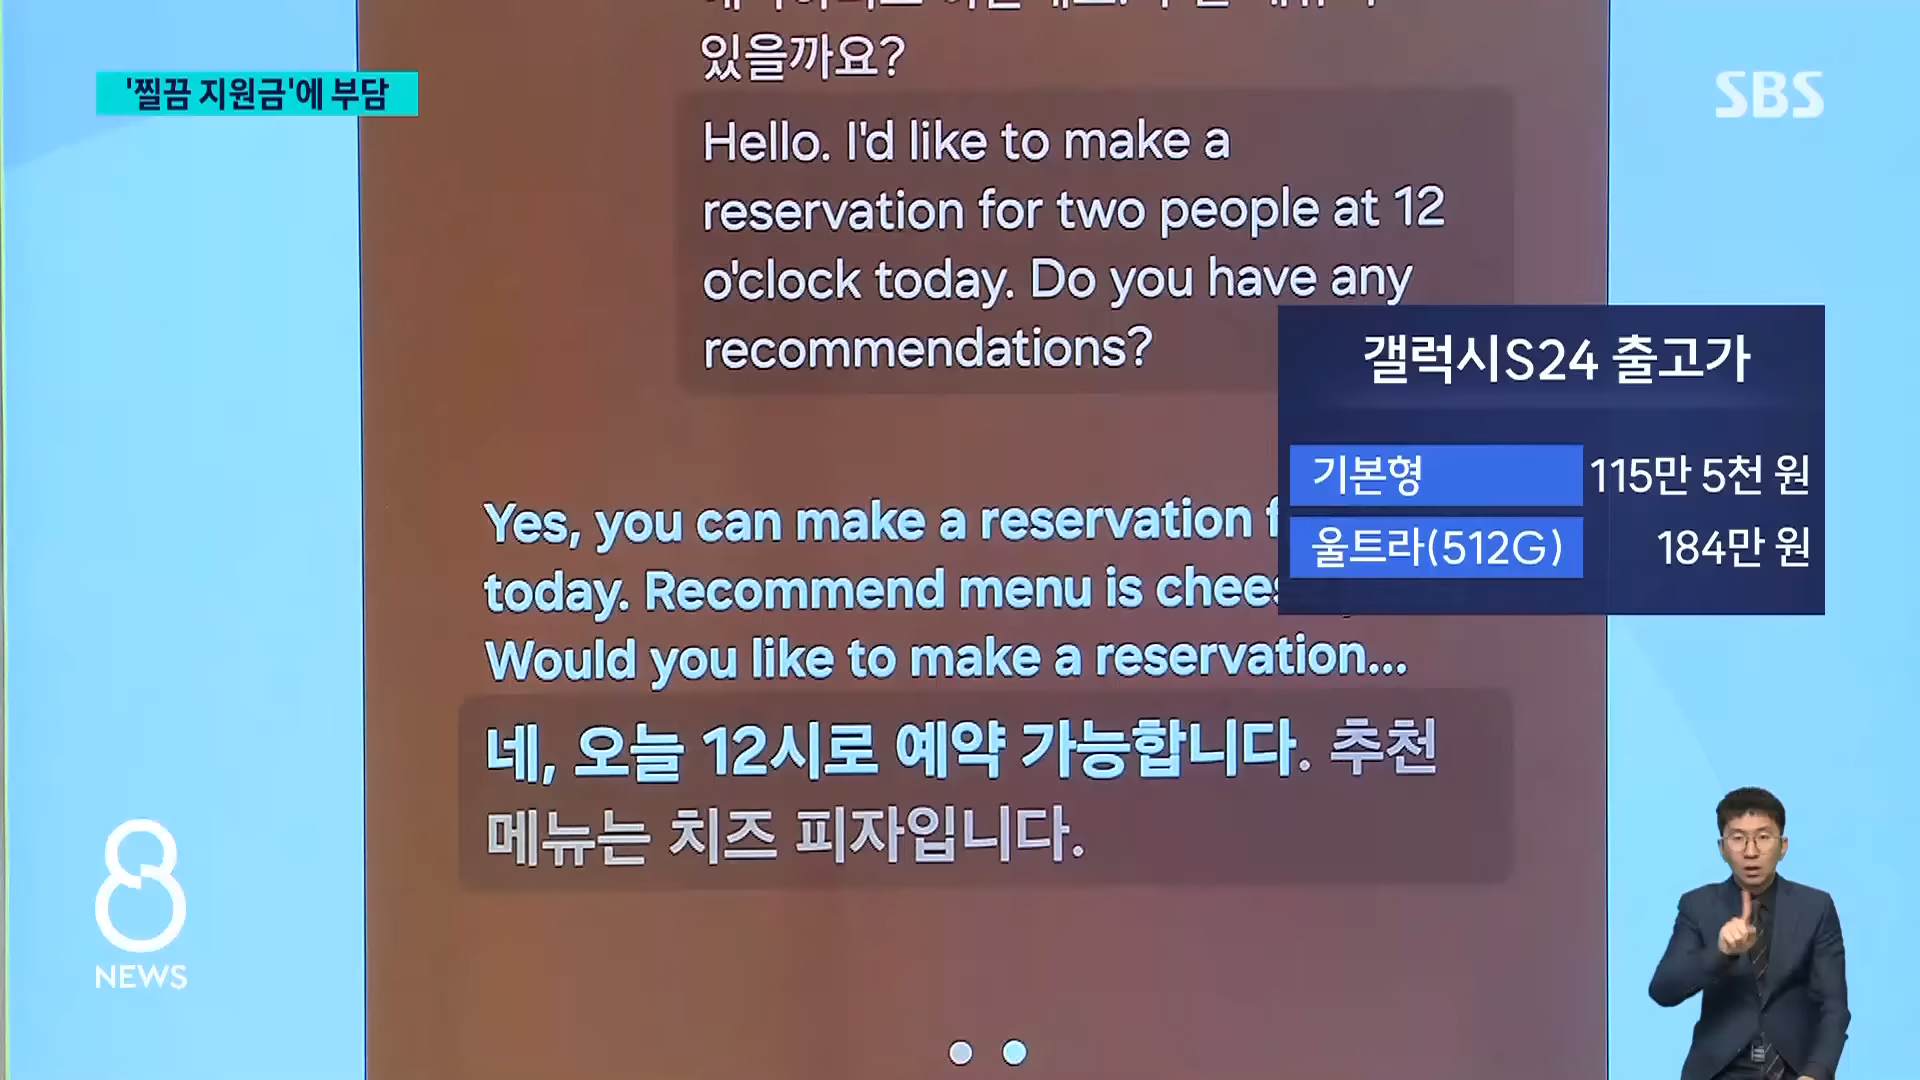 '찔끔 지원금'에 부담
SBS
있을까요?
Hello. I'd like to make a
reservation for two people at 12
o'clock today. Do you have any
recommendations?
갤럭시S24 출고가
기본형 115만 5천 원
울트라(512G) 184만 원
Yes, you can make a reservation
today. Recommend menu is
Would you like to make a reservation...
네, 오늘 12시로 예약 가능합니다. 추천
메뉴는 치즈 피자입니다.
8
NEWS